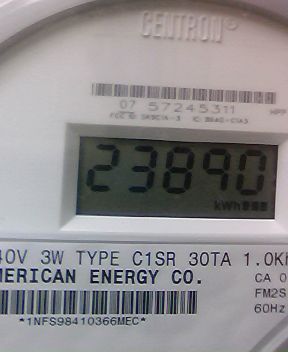 CENTRON®
07 57245311
23890
kWh
40V 3W TYPE C1SR 30TA 1.0Kh
MERICAN ENERGY CO.
CA 0
FM2S
60Hz
*1NFS98410366MEC*